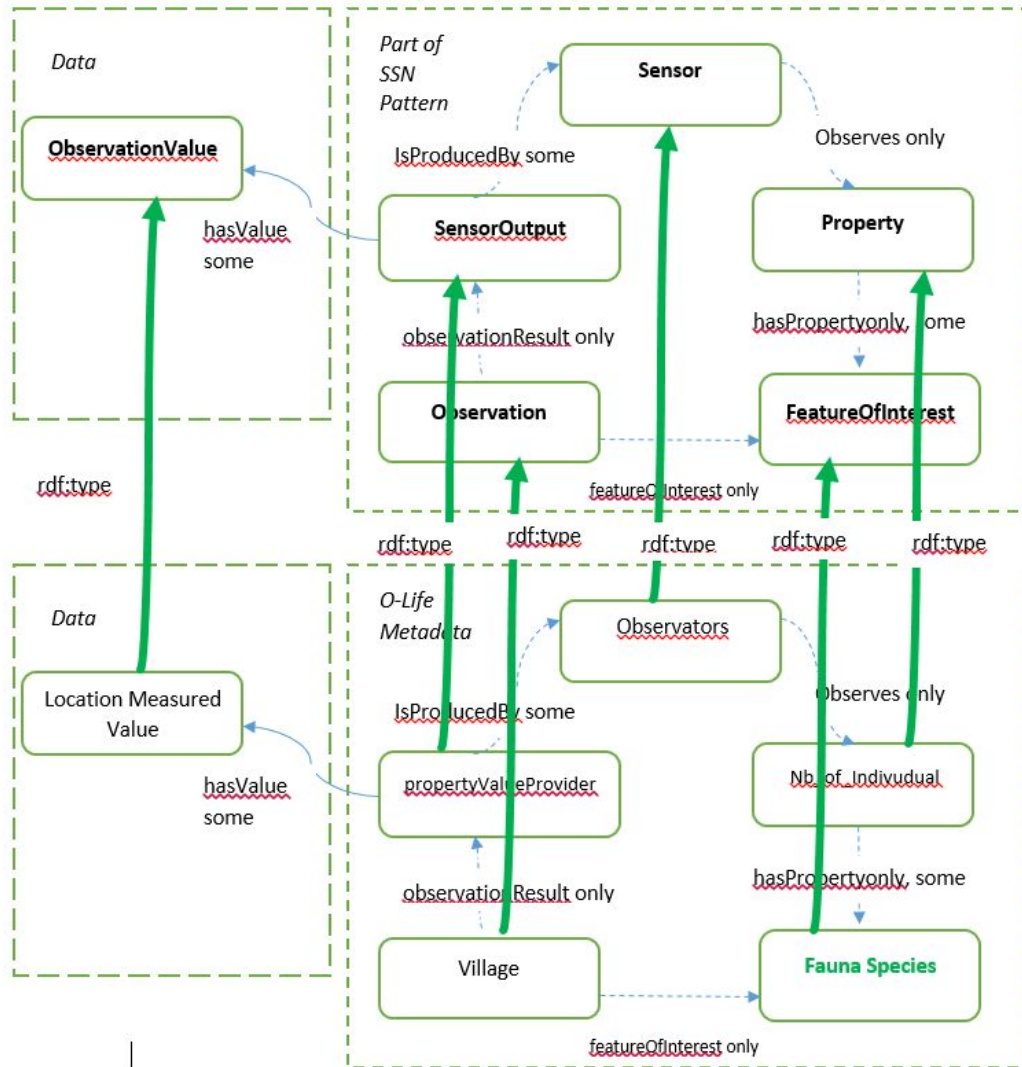 Data
Part of
SSN
Pattern
Sensor
ObservationValue
IsProducedBy some
Observes only
hasValue
some
SensorOutput
Property
observationResult only
hasPropertyonly, some
Observation
FeatureOfInterest
featureOfInterest only
rdf:type
rdf:type
rdf:type
rdf:type
rdf:type
rdf:type
Data
O-Life
Metadata
Observators
Location Measured
Value
IsProducedBy some
Observes only
hasValue
some
propertyValueProvider
Nb_of_Indivudual
observationResult only
hasPropertyonly, some
Village
Fauna Species
featureOfInterest only